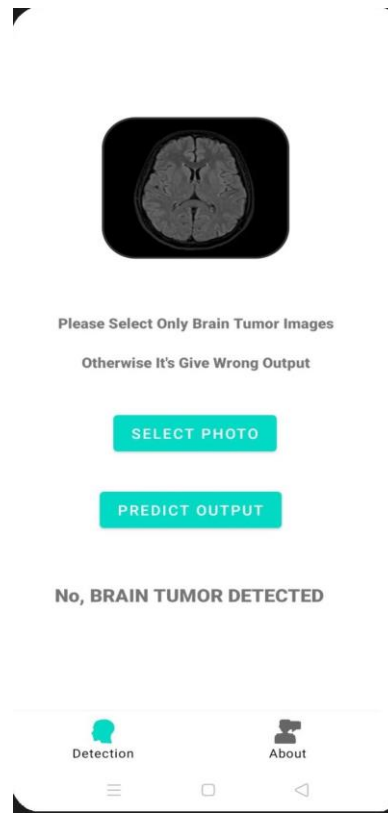 Please Select Only Brain Tumor Images
Otherwise It's Give Wrong Output
SELECT PHOTO
PREDICT OUTPUT
No, BRAIN TUMOR DETECTED
Detection
About